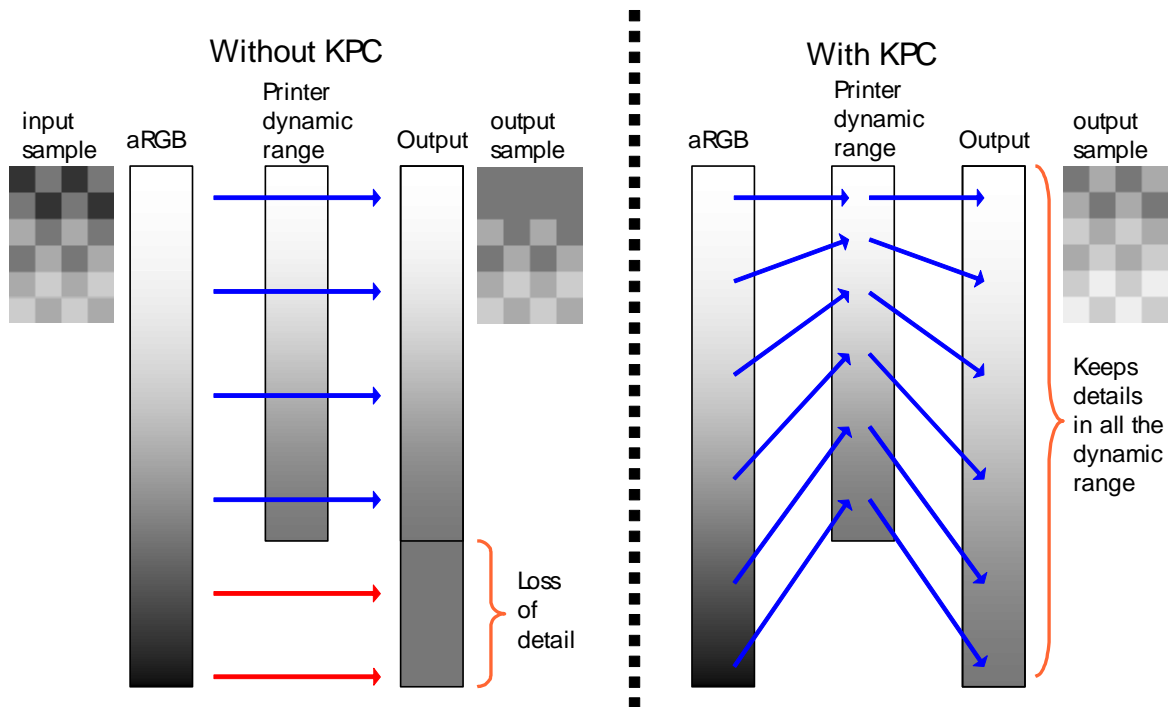 Without KPC
input
sample
aRGB
Printer
dynamic
range
Output
output
sample
Loss
of
detail
With KPC
aRGB
Printer
dynamic
range
Output
output
sample
Keeps
details
in all the
dynamic
range